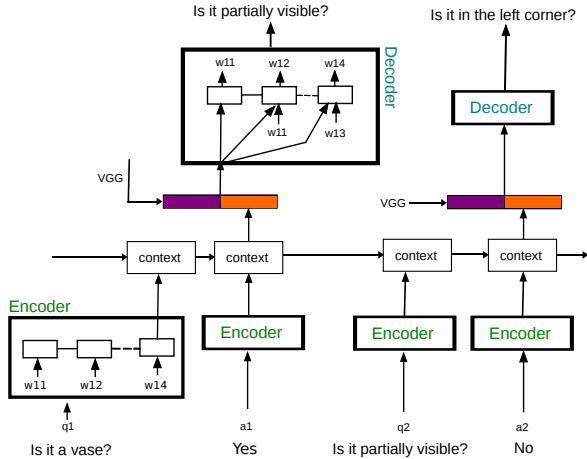 Is it partially visible?
Is it in the left corner?
w11 w12 w14
Decoder
w11 w13
Decoder
VGG
VGG
context context context context
Encoder
Encoder Encoder Encoder
w11 w12 w14
q1 a1 q2 a2
Is it a vase? Yes Is it partially visible? No